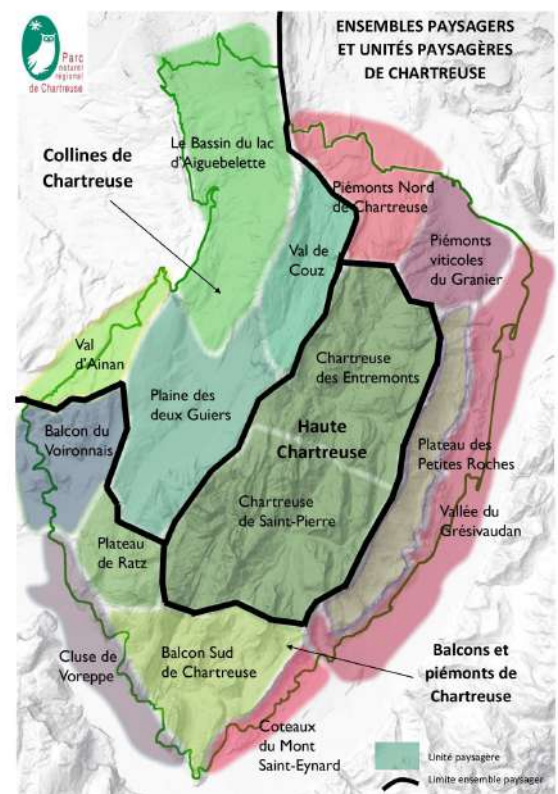 Parc
naturel
régional
de Chartreuse
ENSEMBLES PAYSAGERS
ET UNITÉS PAYSAGÈRES
DE CHARTREUSE
Le Bassin du lac
d'Aiguebelette
Collines de
Chartreuse
Piémonts Nord
de Chartreuse
Val de
Couz
Piémonts
viticoles
du Granier
Val
d'Ainan
Chartreuse
des Entremonts
Plaine des
deux Guiers
Balcon du
Voironnais
Haute
Chartreuse
Plateau des
Petites Roches
Chartreuse
de Saint-Pierre
Vallée du
Grésivaudan
Plateau
de Ratz
Cluse de
Voreppe
Balcon Sud
de Chartreuse
Balcons et
piémonts de
Chartreuse
Coteaux
du Mont
Saint-Eynard
Unité paysagère
Limite ensemble paysager